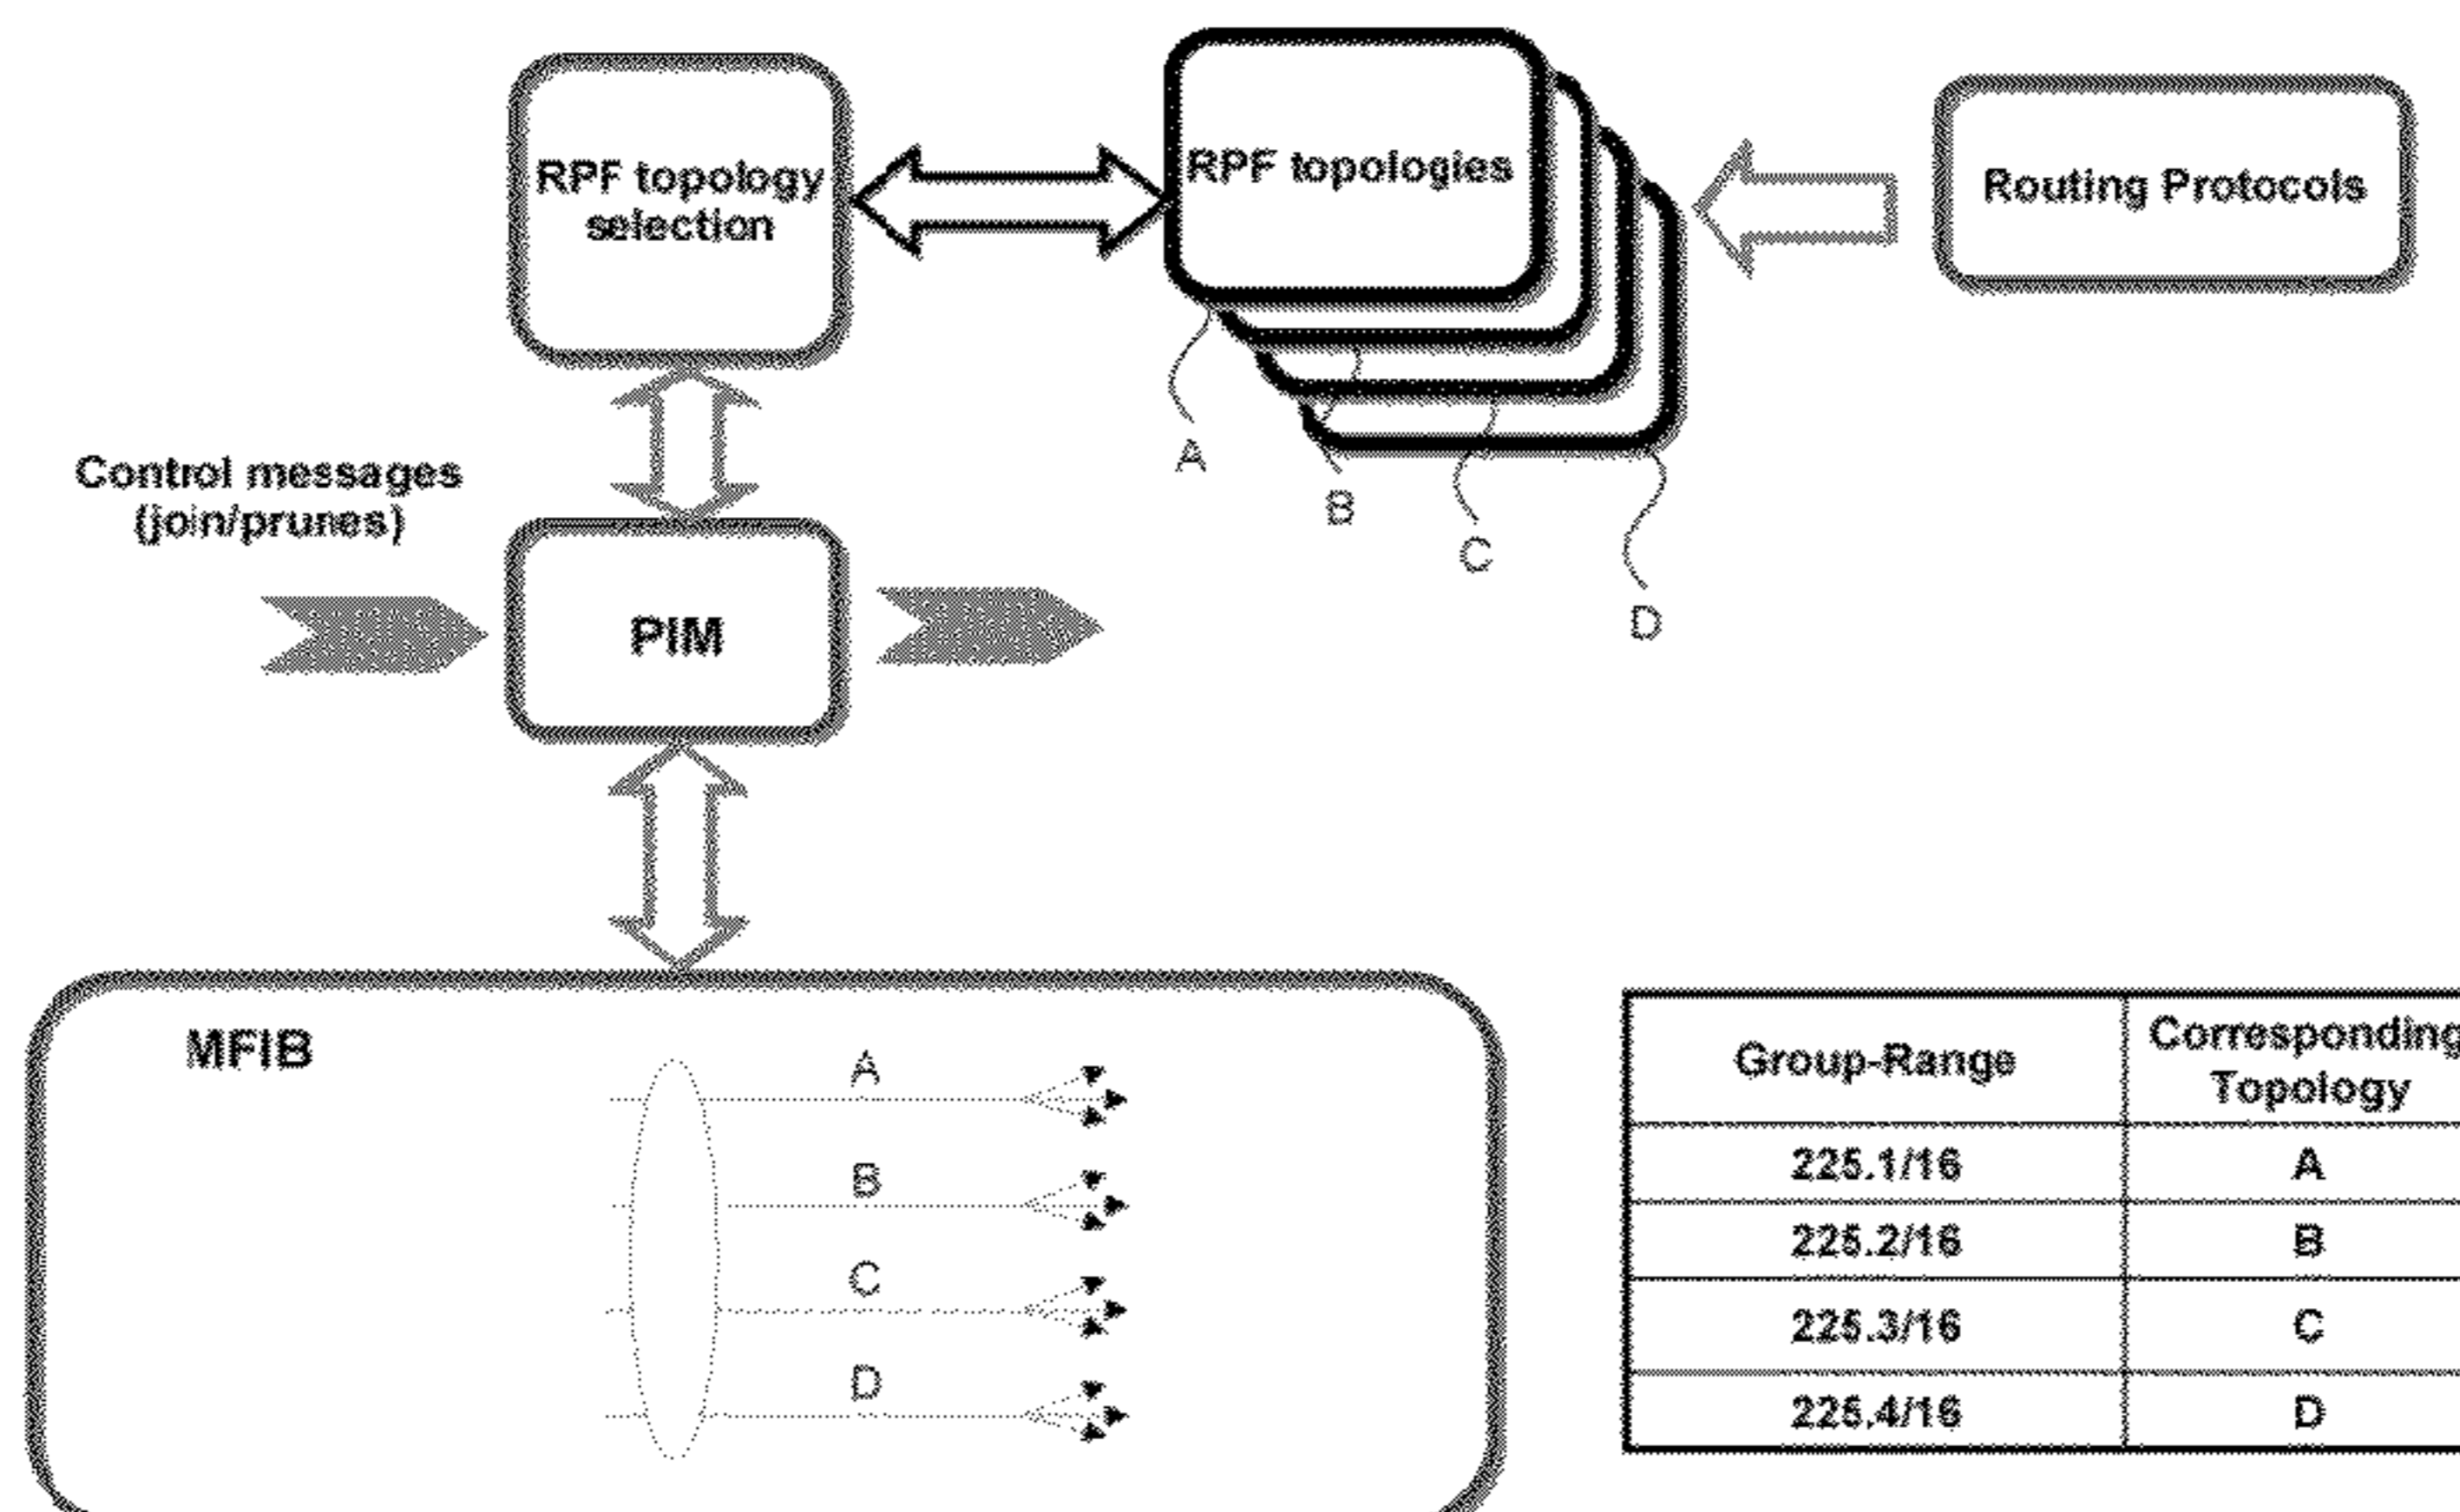 RPF topology
selection
RPF topologies
Routing Protocols
A
B
C
D
Control messages
(join/prunes)
PIM
MFIB
A
B
C
D
Group-Range Corresponding Topology
225.1/16 A
225.2/16 B
225.3/16 C
225.4/16 D